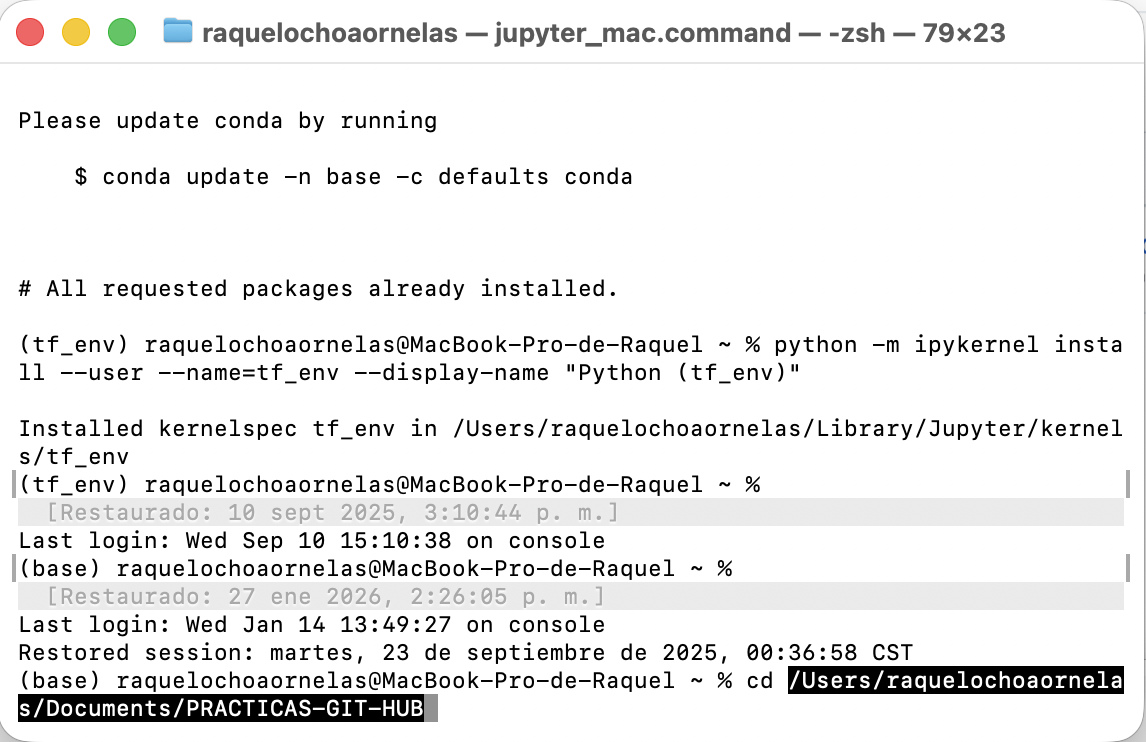 raquelochoaornelas — jupyter_mac.command — -zsh — 79×23
Please update conda by running
$ conda update -n base -c defaults conda
# All requested packages already installed.
(tf_env) raquelochoaornelas@MacBook-Pro-de-Raquel ~ % python -m ipykernel insta
ll --user --name=tf_env --display-name "Python (tf_env)"
Installed kernelspec tf_env in /Users/raquelochoaornelas/Library/Jupyter/kernel
s/tf_env
(tf_env) raquelochoaornelas@MacBook-Pro-de-Raquel ~ %
[Restaurado: 10 sept 2025, 3:10:44 p. m.]
Last login: Wed Sep 10 15:10:38 on console
(base) raquelochoaornelas@MacBook-Pro-de-Raquel ~ %
[Restaurado: 27 ene 2026, 2:26:05 p. m.]
Last login: Wed Jan 14 13:49:27 on console
Restored session: martes, 23 de septiembre de 2025, 00:36:58 CST
(base) raquelochoaornelas@MacBook-Pro-de-Raquel ~ % cd /Users/raquelochoaornela
s/Documents/PRACTICAS-GIT-HUB